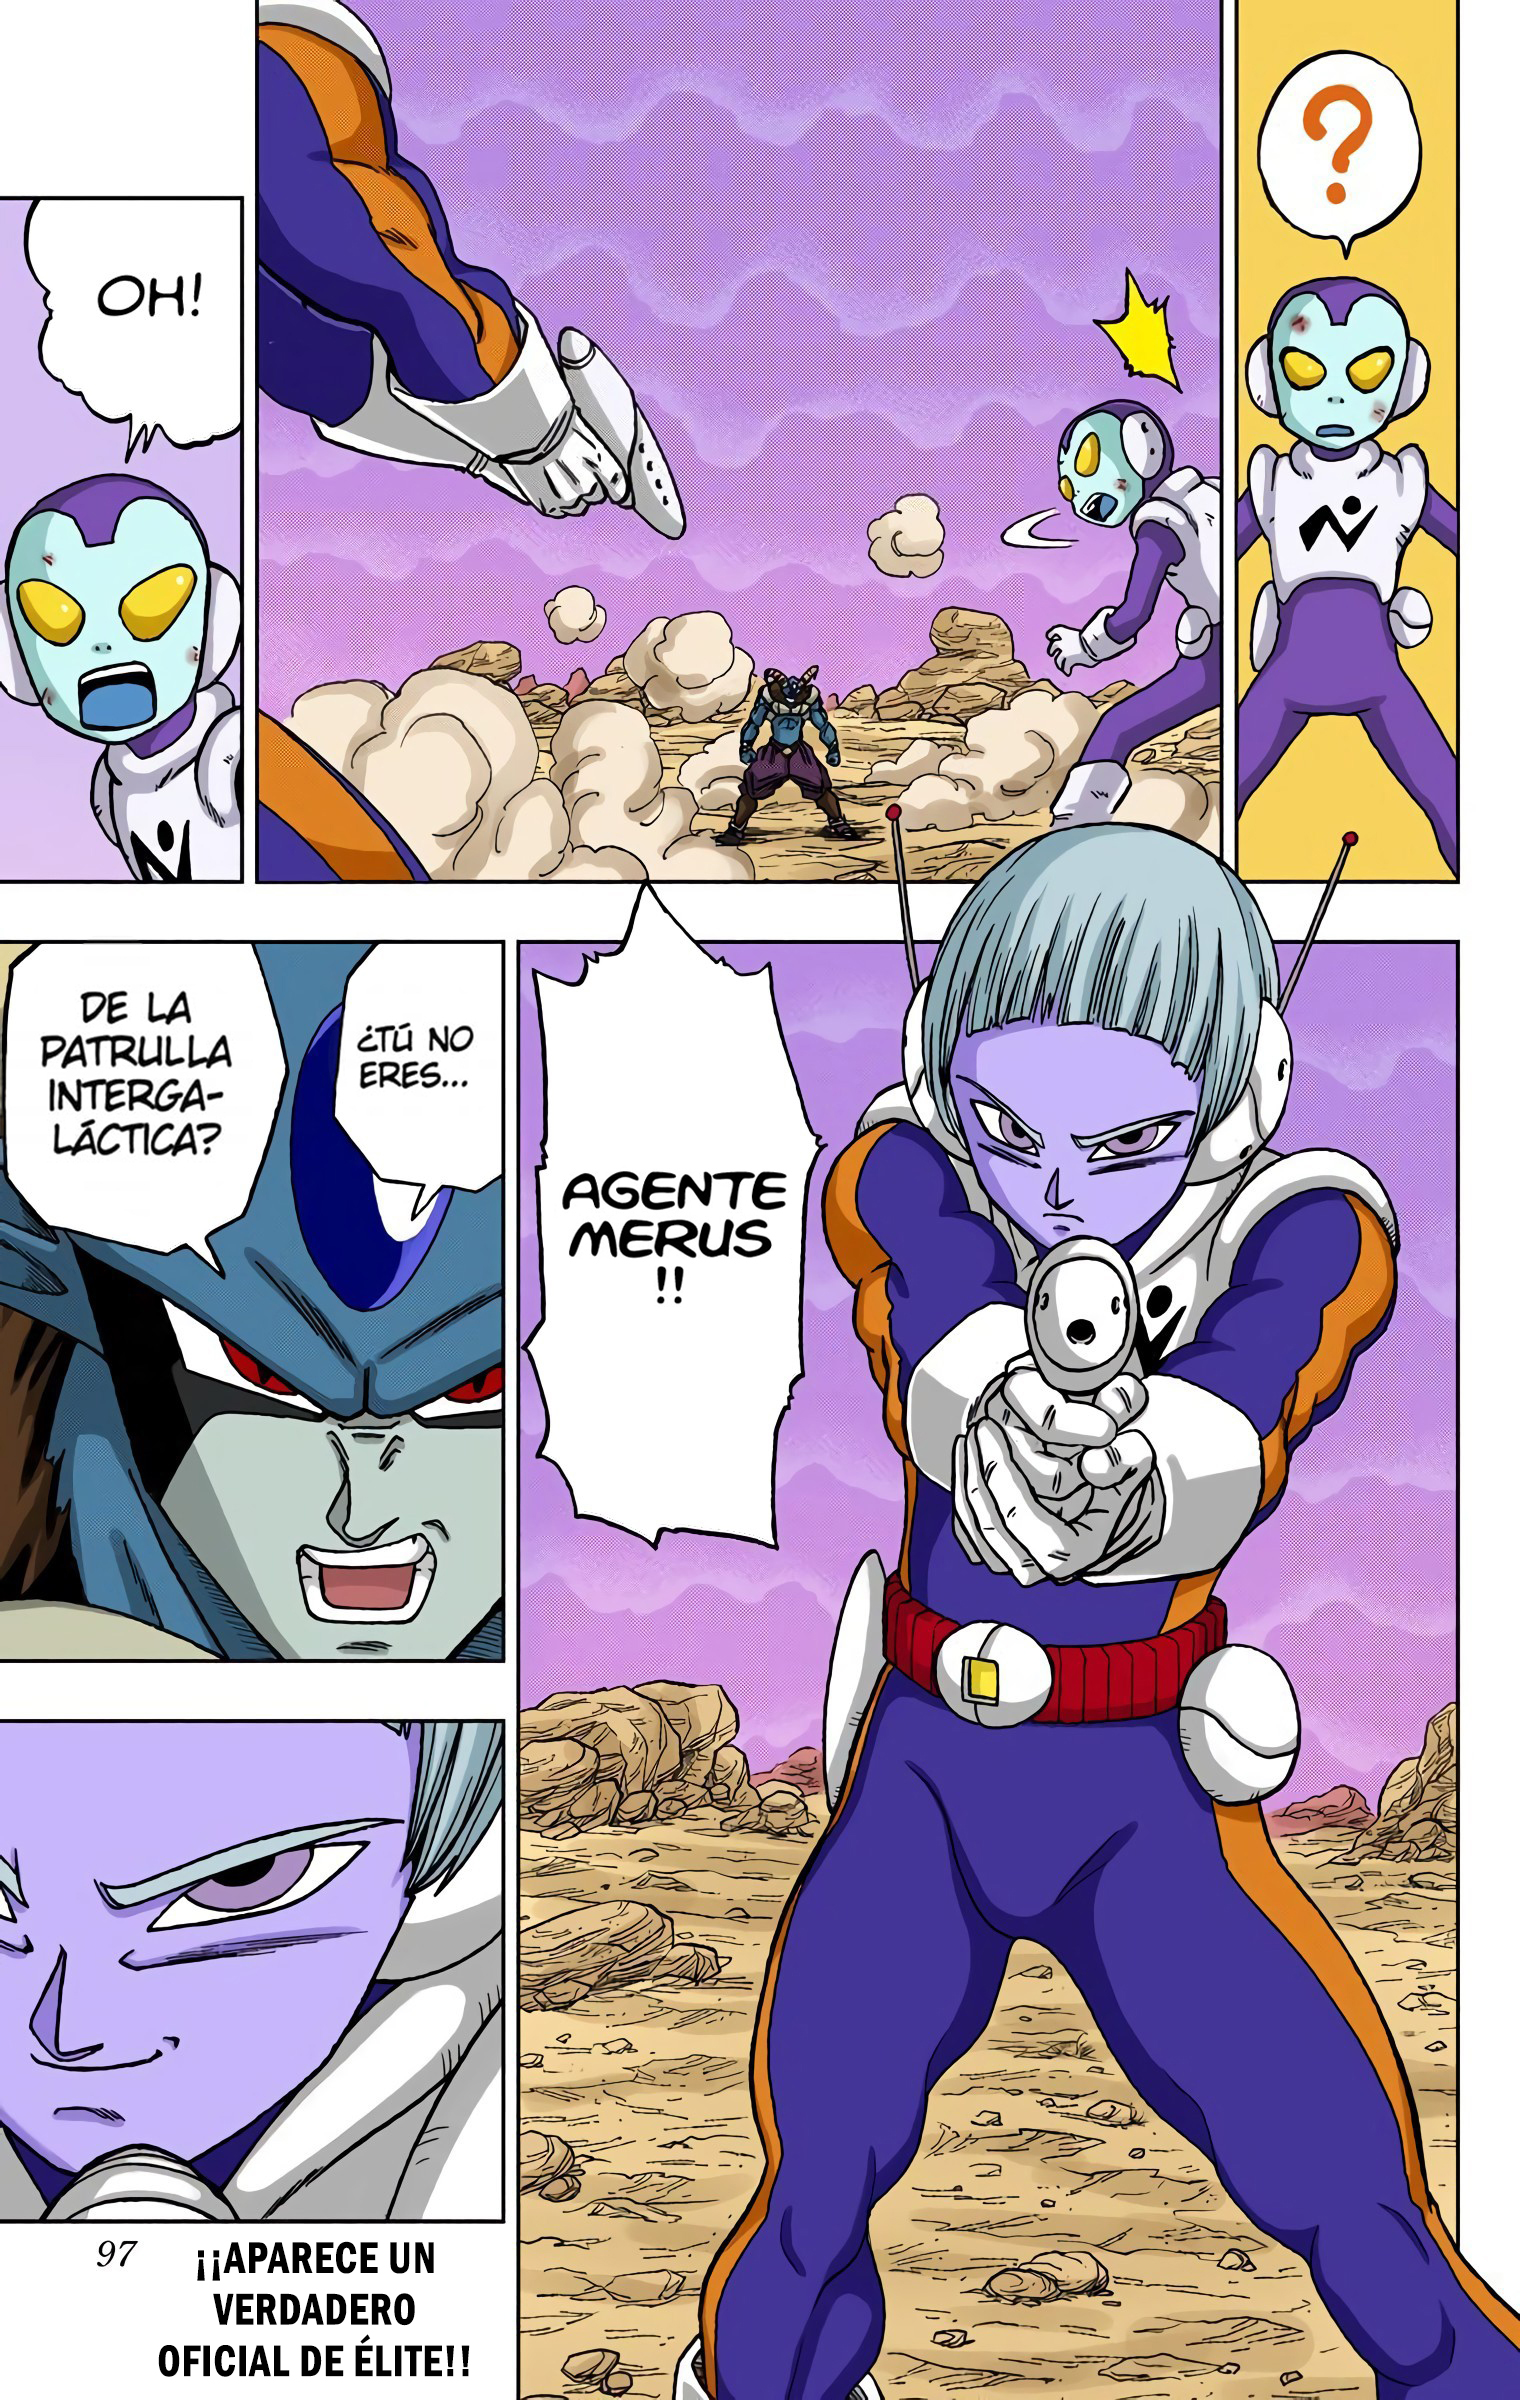 ?
OH!
AGENTE
MERUS
!!
¿TÚ NO
ERES...
DE LA
PATRULLA
INTERGA-
LÁCTICA?
97
¡¡APARECE UN
VERDADERO
OFICIAL DE ÉLITE!!